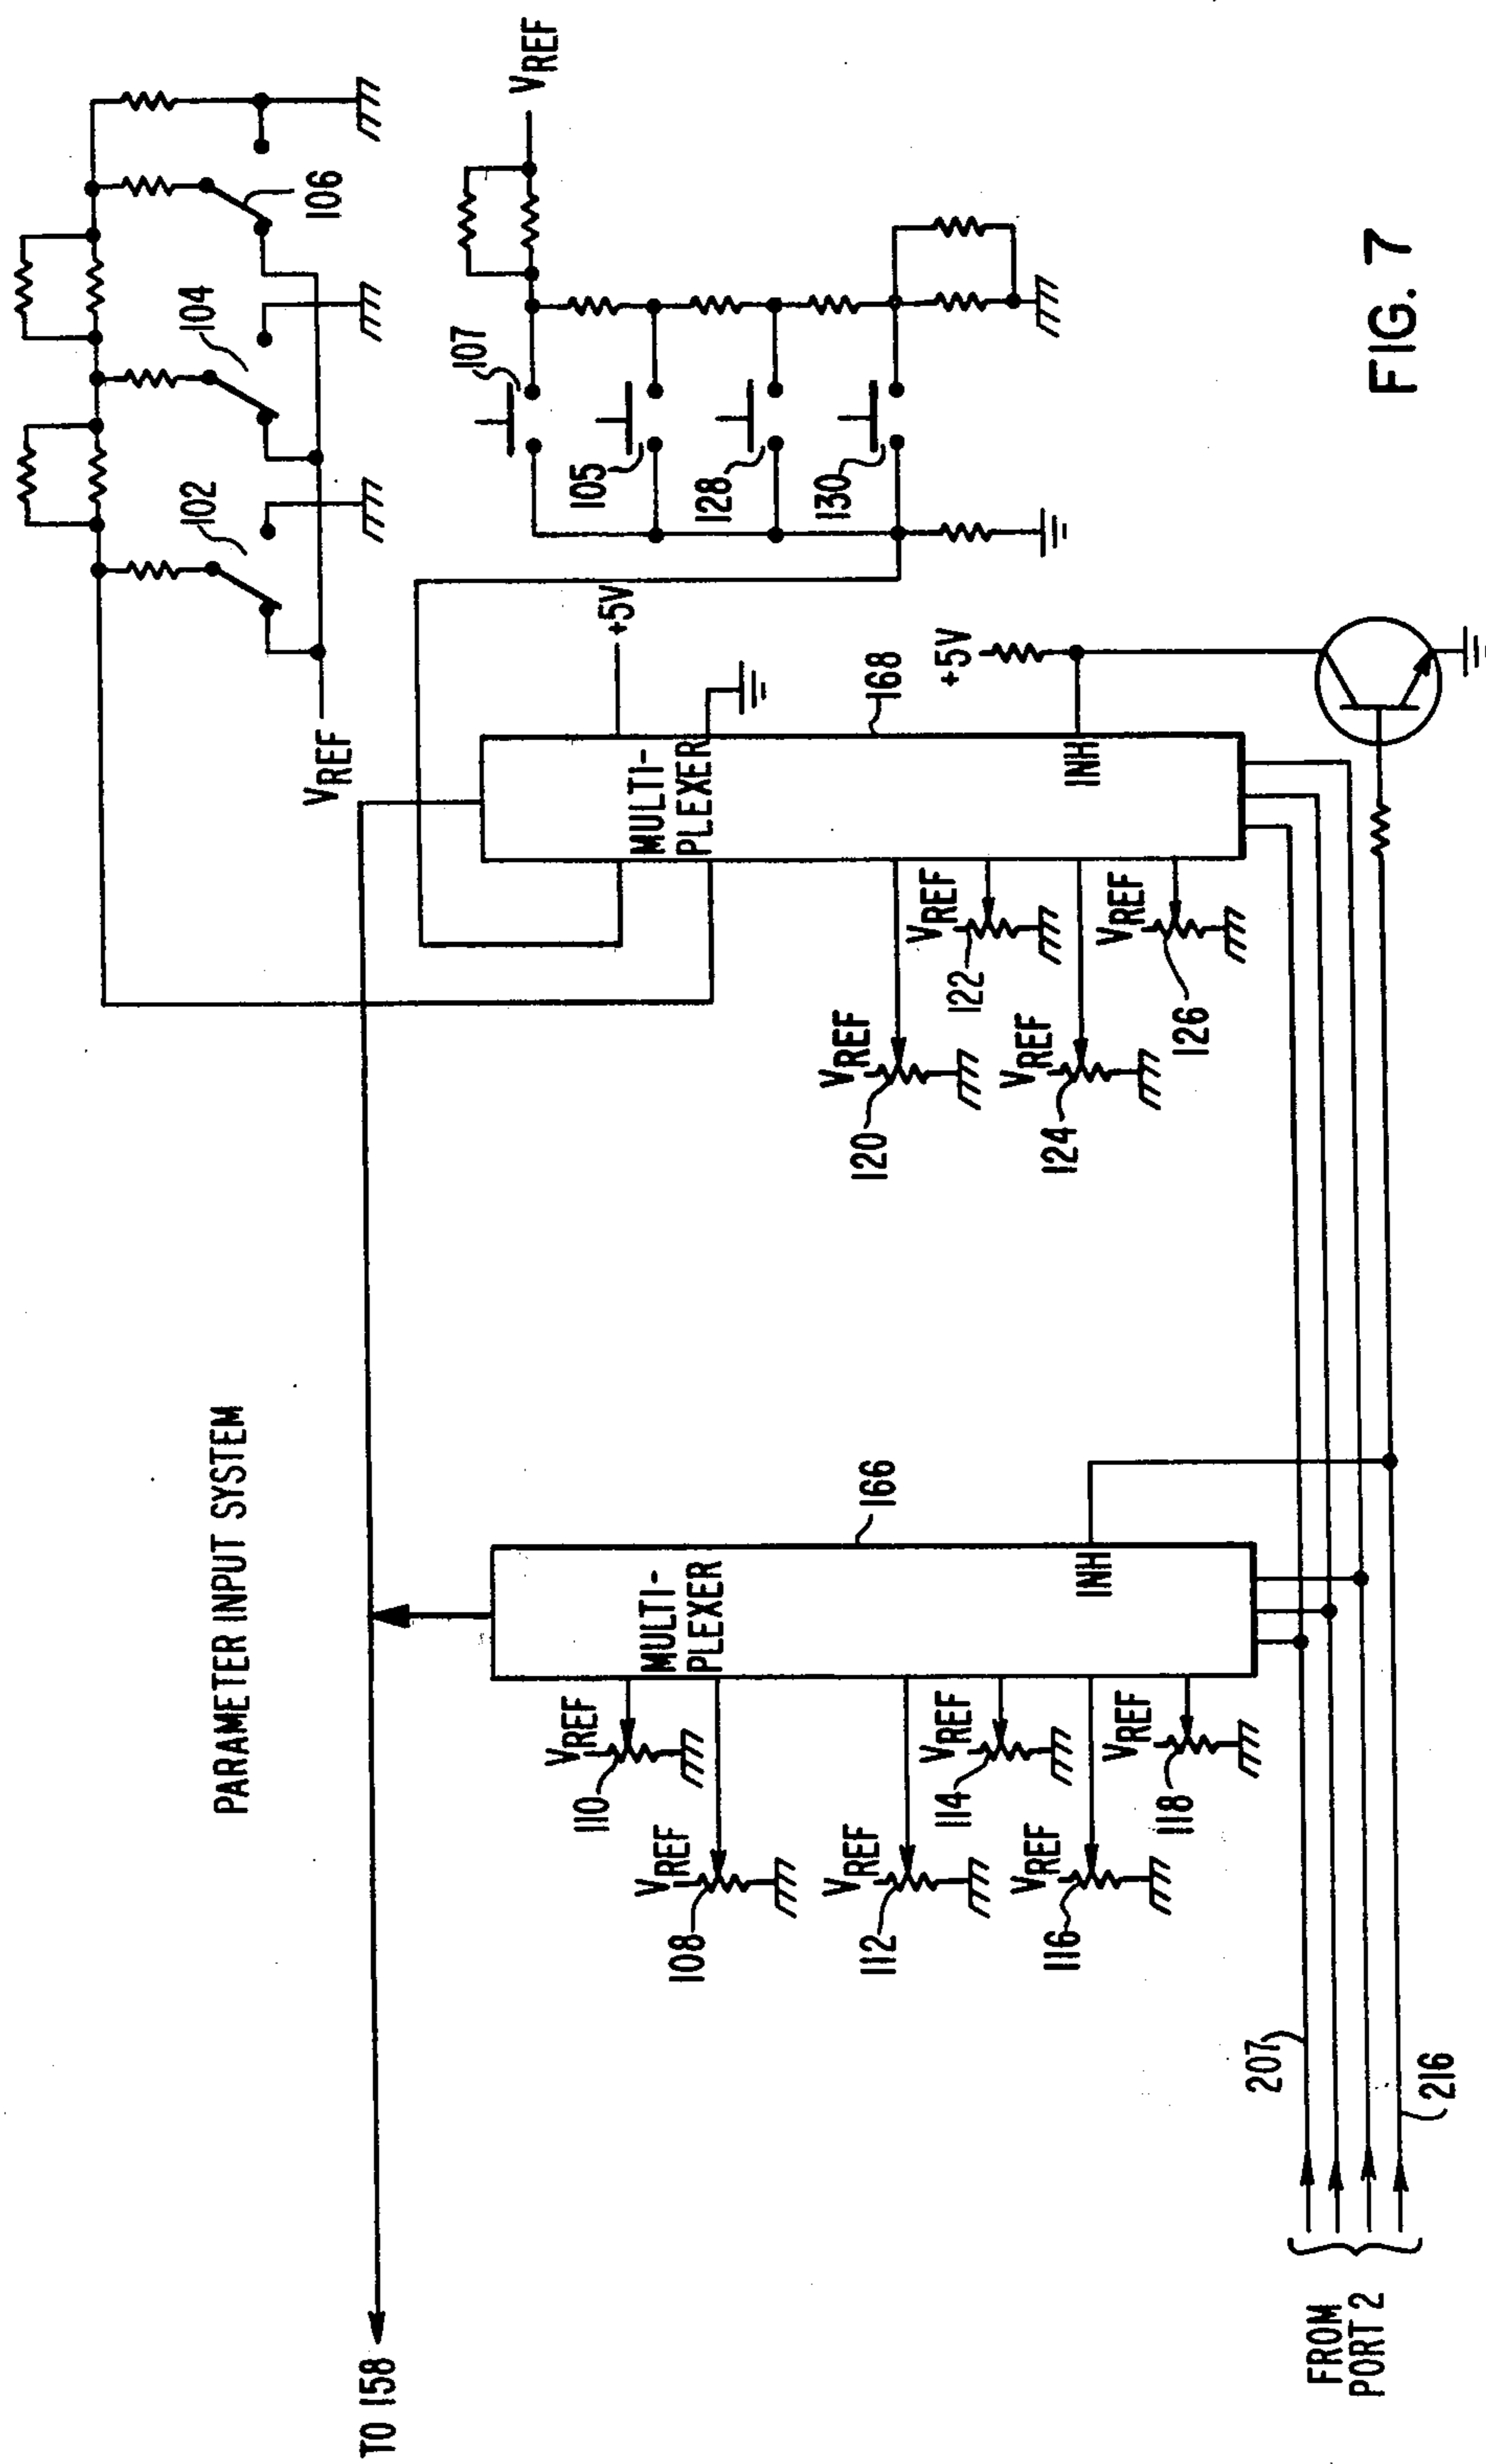 PARAMETER INPUT SYSTEM
TO 158
FROM
PORT 2
207
216
MULTI-
PLEXER
INH
166
VREF
110
VREF
108
VREF
112
VREF
114
VREF
116
VREF
118
MULTI-
PLEXER
INH
168
+5V
+5V
VREF
120
VREF
122
VREF
124
VREF
126
VREF
102
104
106
VREF
107
105
128
130
FIG. 7